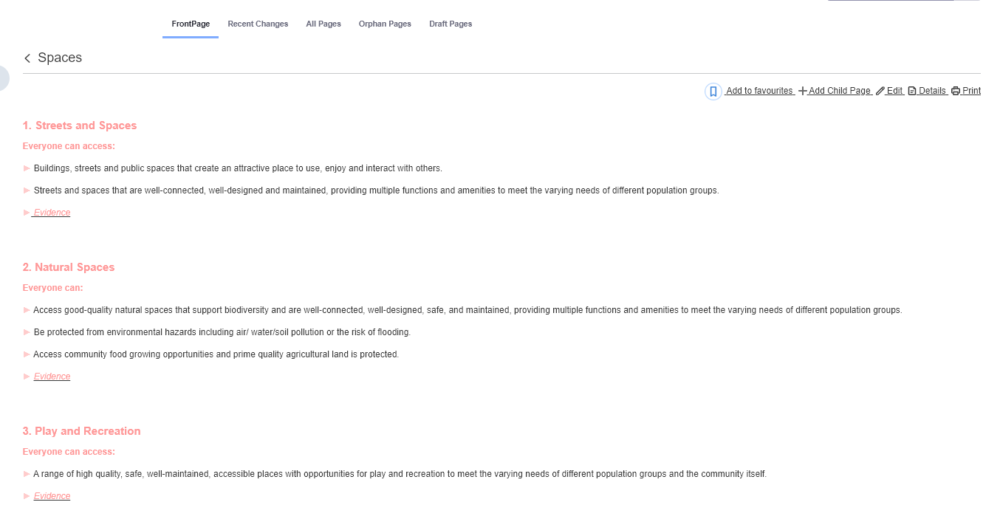 FrontPage Recent Changes All Pages Orphan Pages Draft Pages
Spaces
Add to favourites Add Child Page Edit Details Print
1. Streets and Spaces
Everyone can access:
Buildings, streets and public spaces that create an attractive place to use, enjoy and interact with others.
Streets and spaces that are well-connected, well-designed and maintained, providing multiple functions and amenities to meet the varying needs of different population groups.
Evidence
2. Natural Spaces
Everyone can:
Access good-quality natural spaces that support biodiversity and are well-connected, well-designed, safe, and maintained, providing multiple functions and amenities to meet the varying needs of different population groups.
Be protected from environmental hazards including air/ water/soil pollution or the risk of flooding.
Access community food growing opportunities and prime quality agricultural land is protected.
Evidence
3. Play and Recreation
Everyone can access:
A range of high quality, safe, well-maintained, accessible places with opportunities for play and recreation to meet the varying needs of different population groups and the community itself.
Evidence